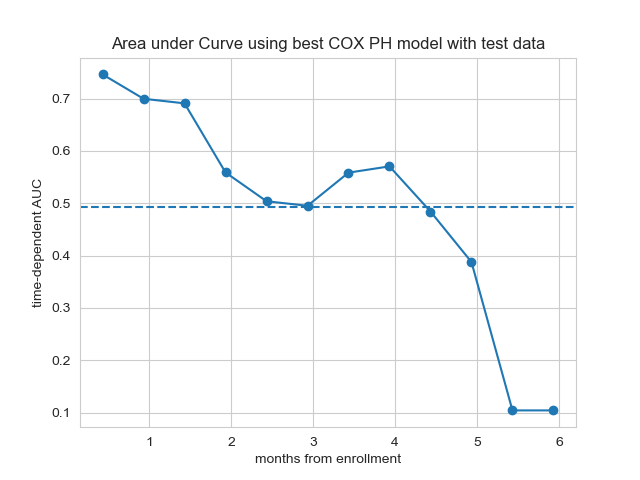 Area under Curve using best COX PH model with test data
time-dependent AUC
0.7
0.6
0.5
0.4
0.3
0.2
0.1
1 2 3 4 5 6
months from enrollment